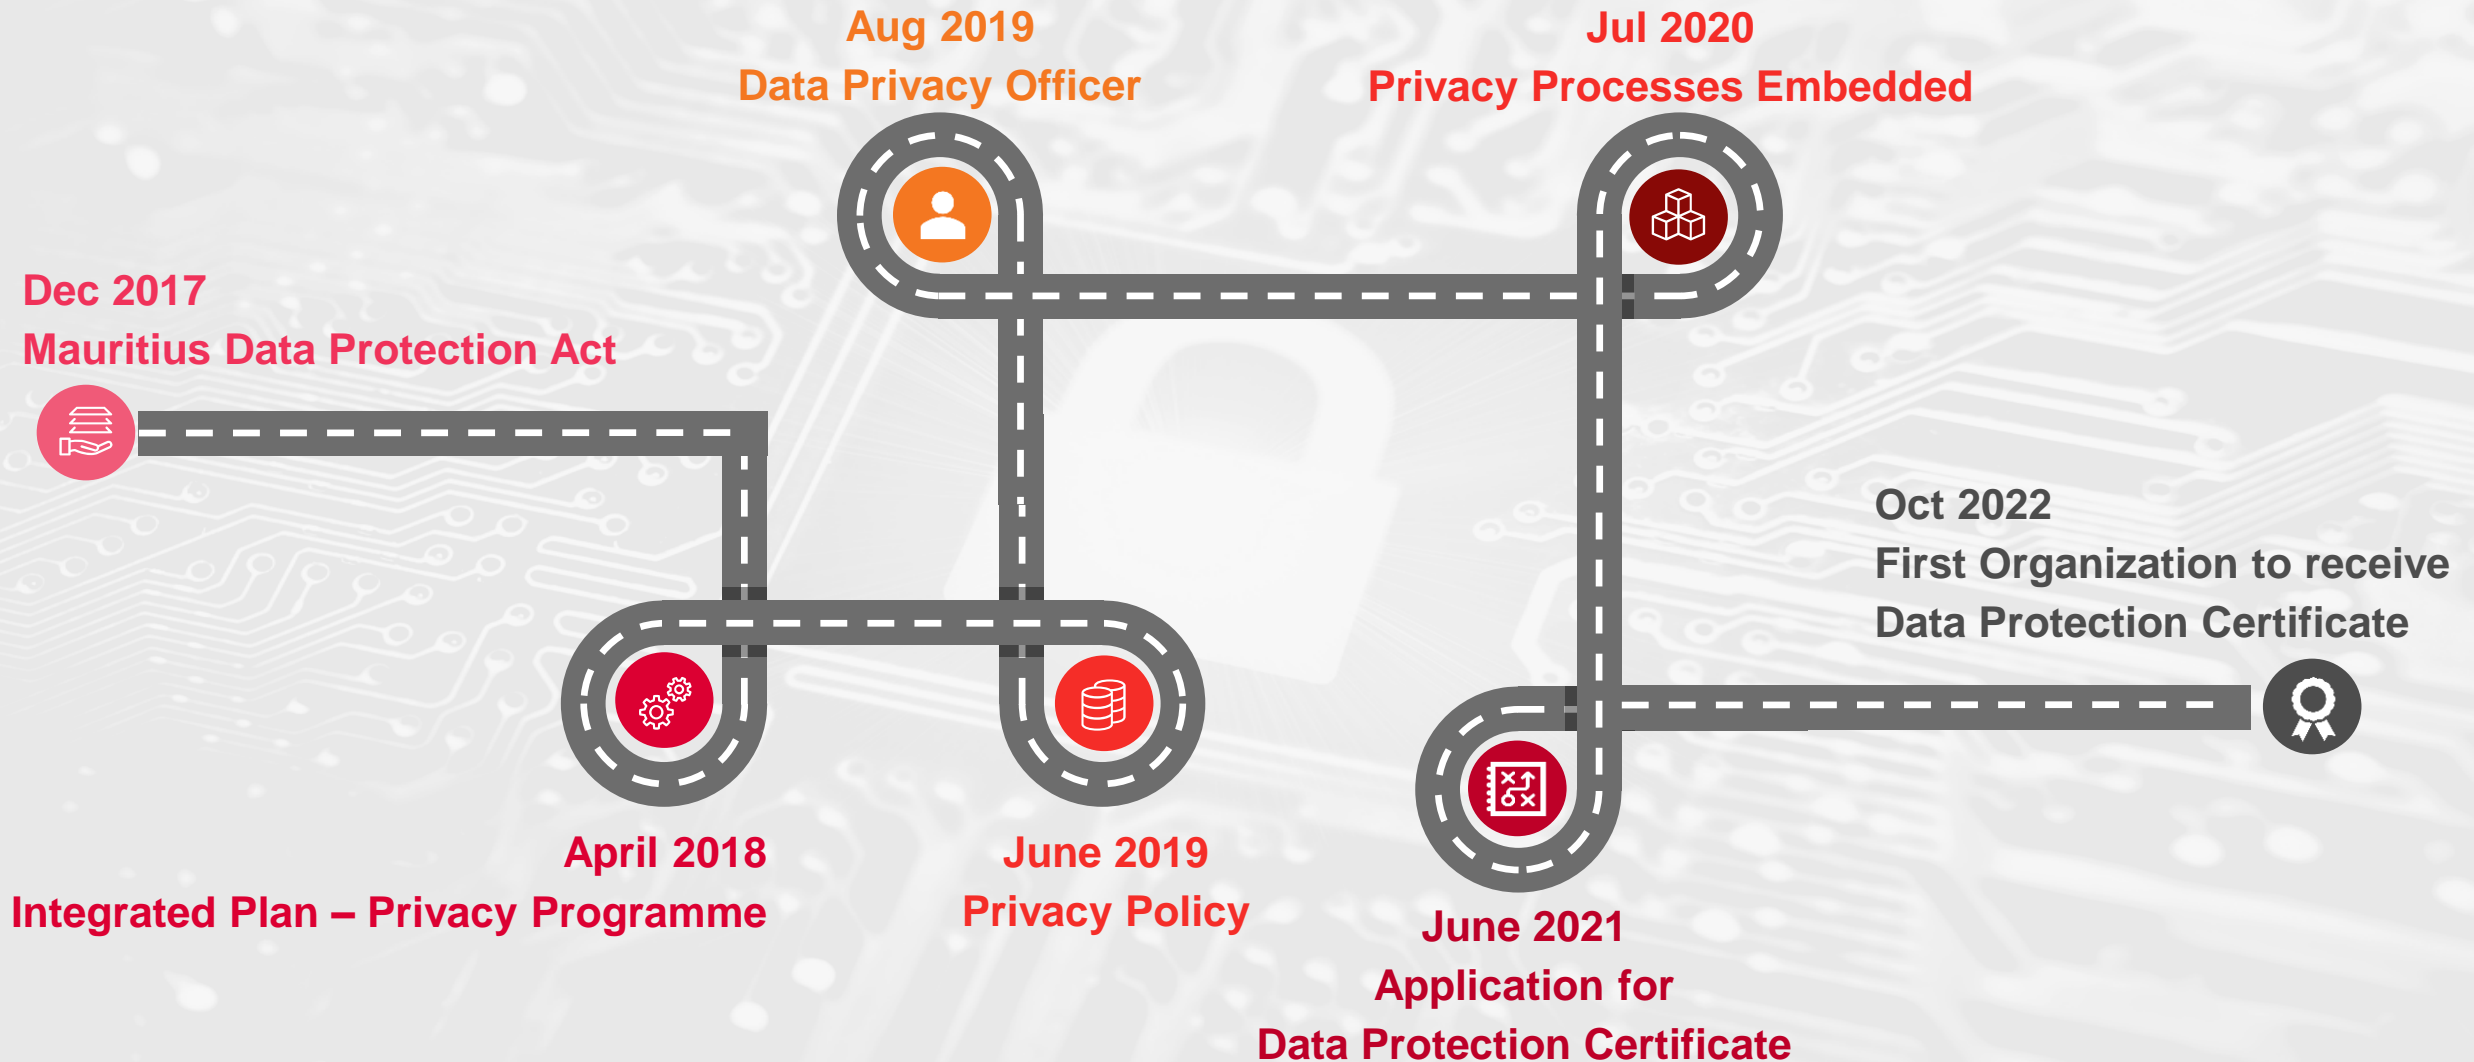 Dec 2017
Mauritius Data Protection Act
April 2018
Integrated Plan – Privacy Programme
June 2019
Privacy Policy
Aug 2019
Data Privacy Officer
Jul 2020
Privacy Processes Embedded
June 2021
Application for
Data Protection Certificate
Oct 2022
First Organization to receive
Data Protection Certificate